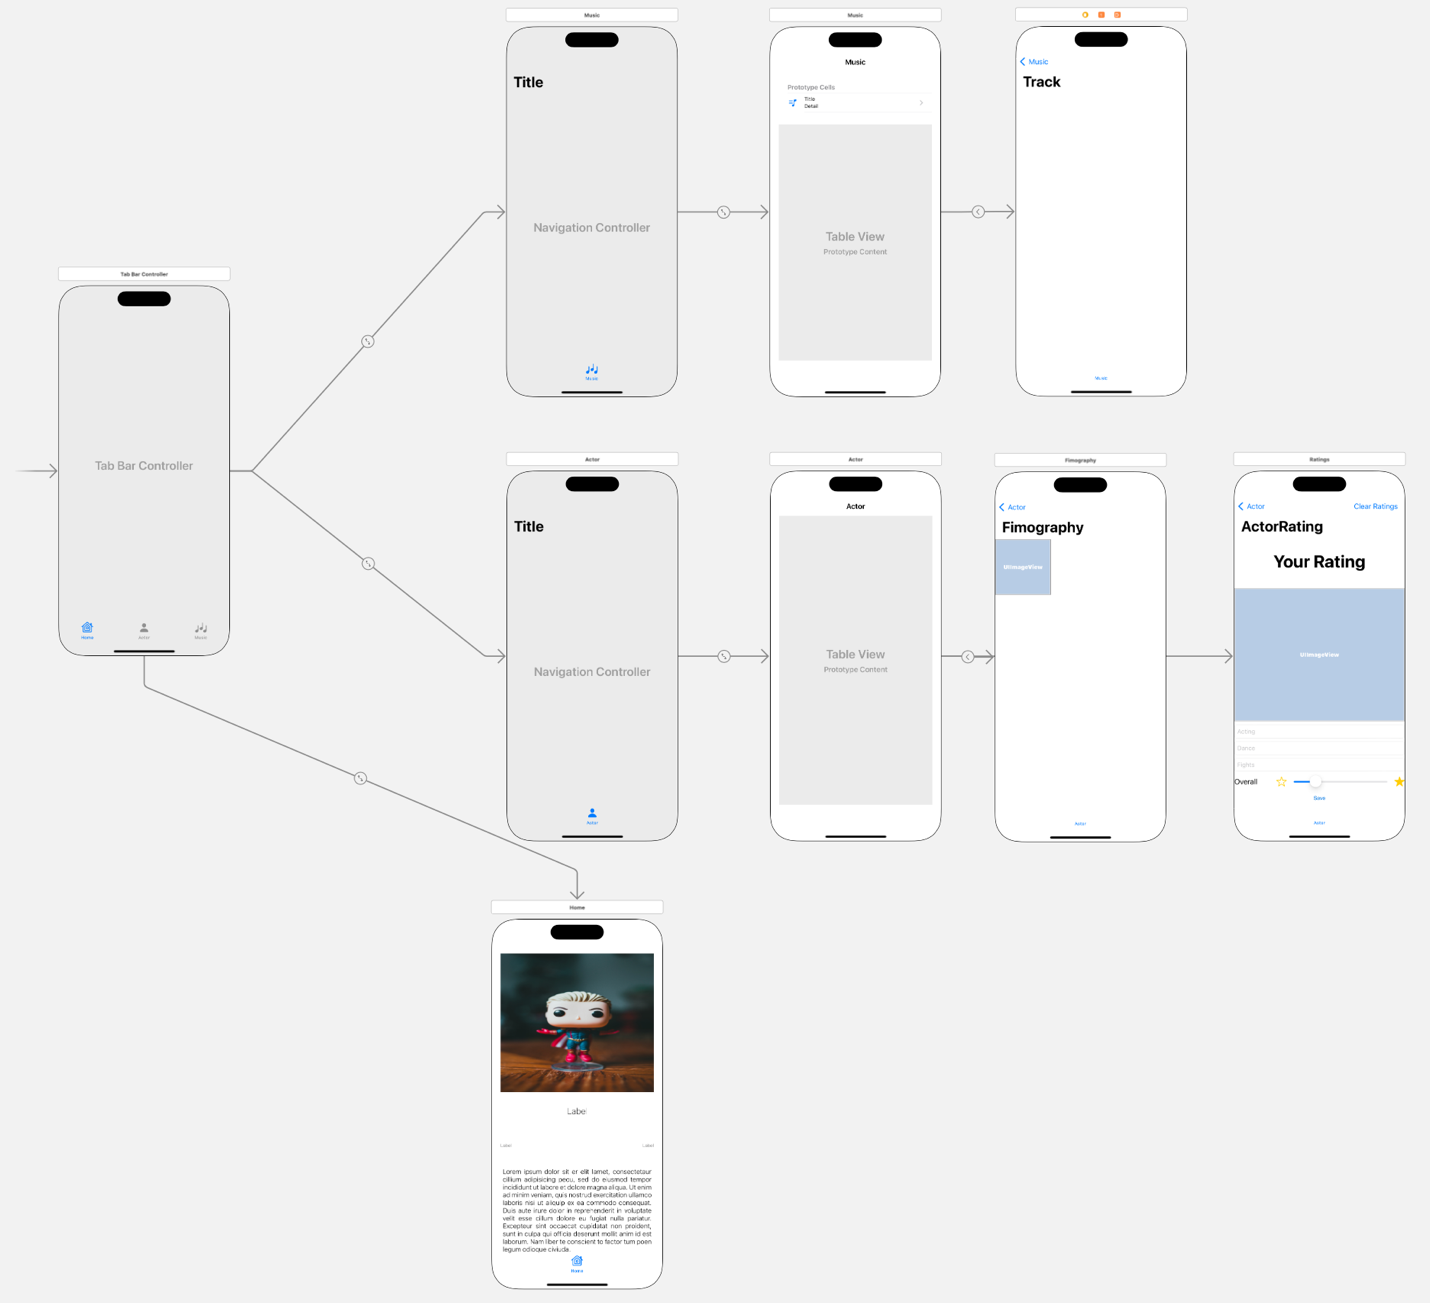 Music
Title
Navigation Controller
Music
Music
Music
Prototype Cells
Title
Detail
Table View
Prototype Content
Music
Track
Music
Tab Bar Controller
Tab Bar Controller
Home
Actor
Music
Actor
Title
Navigation Controller
Actor
Actor
Actor
Table View
Prototype Content
Fimography
Actor
Fimography
UIImageView
Actor
Ratings
Actor
Clear Ratings
ActorRating
Your Rating
UIImageView
Acting
Dance
Fights
Overall
Save
Actor
Home
Label
Label
Label
Lorem ipsum dolor sit er elit lamet, consectetaur
cillium adipisicing pecu, sed do eiusmod tempor
incididunt ut labore et dolore magna aliqua. Ut enim
ad minim veniam, quis nostrud exercitation ullamco
laboris nisi ut aliquip ex ea commodo consequat.
Duis aute irure dolor in reprehenderit in voluptate
velit esse cillum dolore eu fugiat nulla pariatur.
Excepteur sint occaecat cupidatat non proident,
sunt in culpa qui officia deserunt mollit anim id est
laborum. Nam liber te conscient to factor tum poen
legum odioque civiuda.
Home